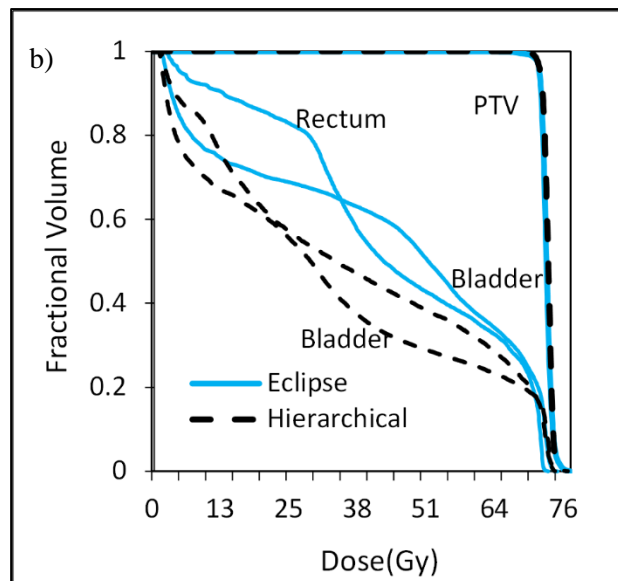 b)
1
0.8
0.6
0.4
0.2
0
Fractional Volume
Rectum
PTV
Bladder
Bladder
Eclipse
Hierarchical
0 13 25 38 51 64 76
Dose(Gy)